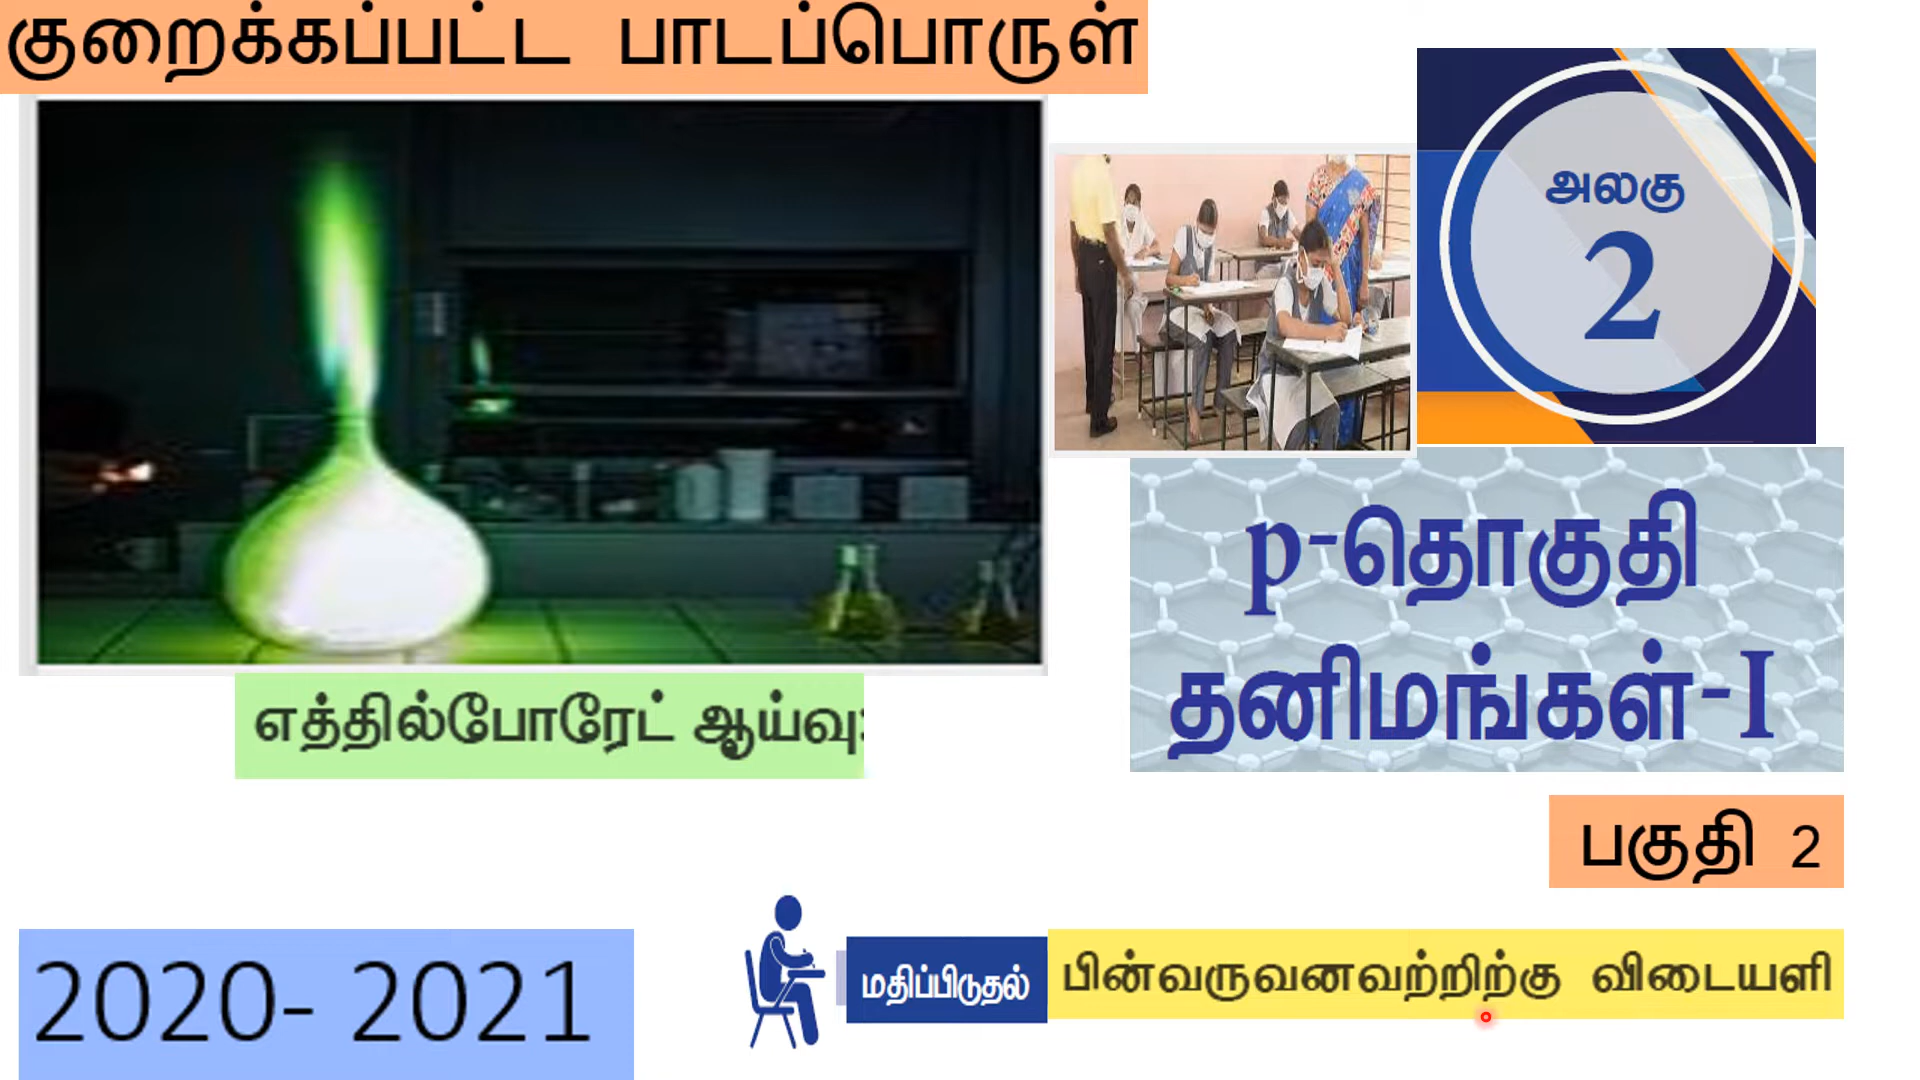 குறைக்கப்பட்ட பாடப்பொருள்
அலகு
2
p-தொகுதி
தனிமங்கள்-I
எத்தில்போரேட் ஆய்வு:
பகுதி 2
2020- 2021
மதிப்பிடுதல்
பின்வருவனவற்றிற்கு விடையளி